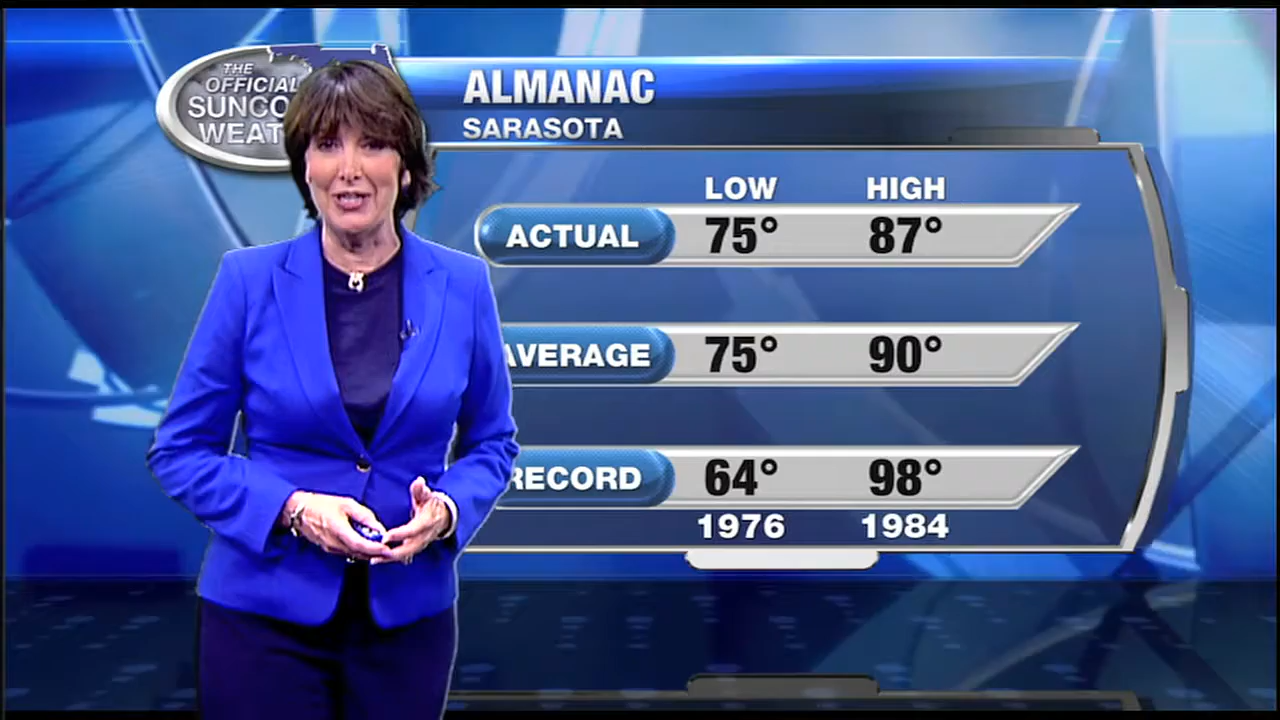 THE
OFFICIAL
SUNCO
WEAT
ALMANAC
SARASOTA
LOW HIGH
ACTUAL 75° 87°
AVERAGE 75° 90°
RECORD 64° 98°
1976 1984